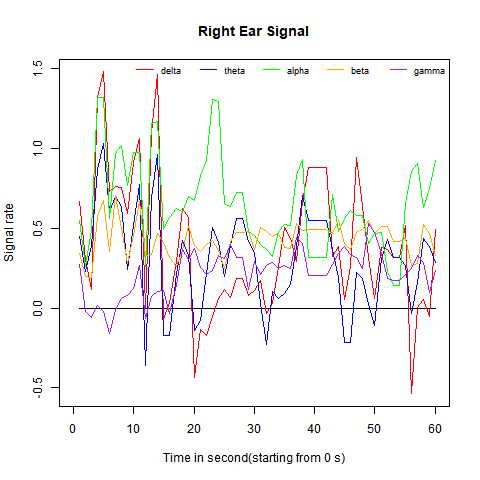 Right Ear Signal
delta theta alpha beta gamma
Signal rate
1.5
1.0
0.5
0.0
-0.5
0 10 20 30 40 50 60
Time in second(starting from 0 s)